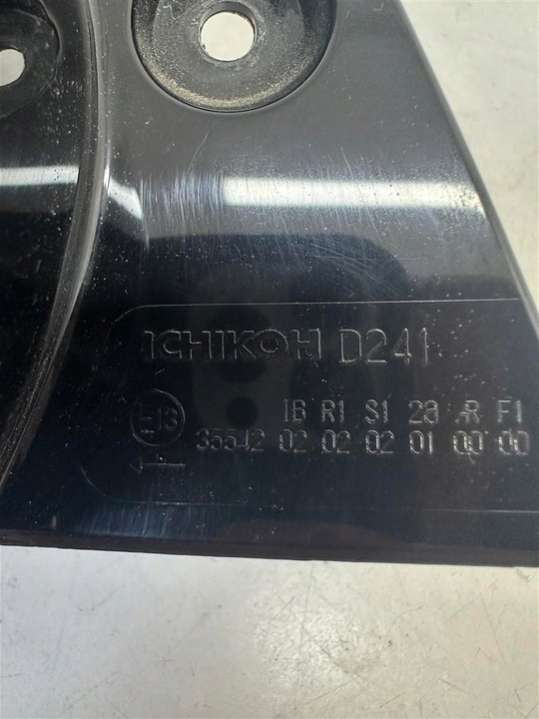 ICHIKOH D241
IB R1 S1 2a AR F1
E13 35542 02 02 02 01 00 00